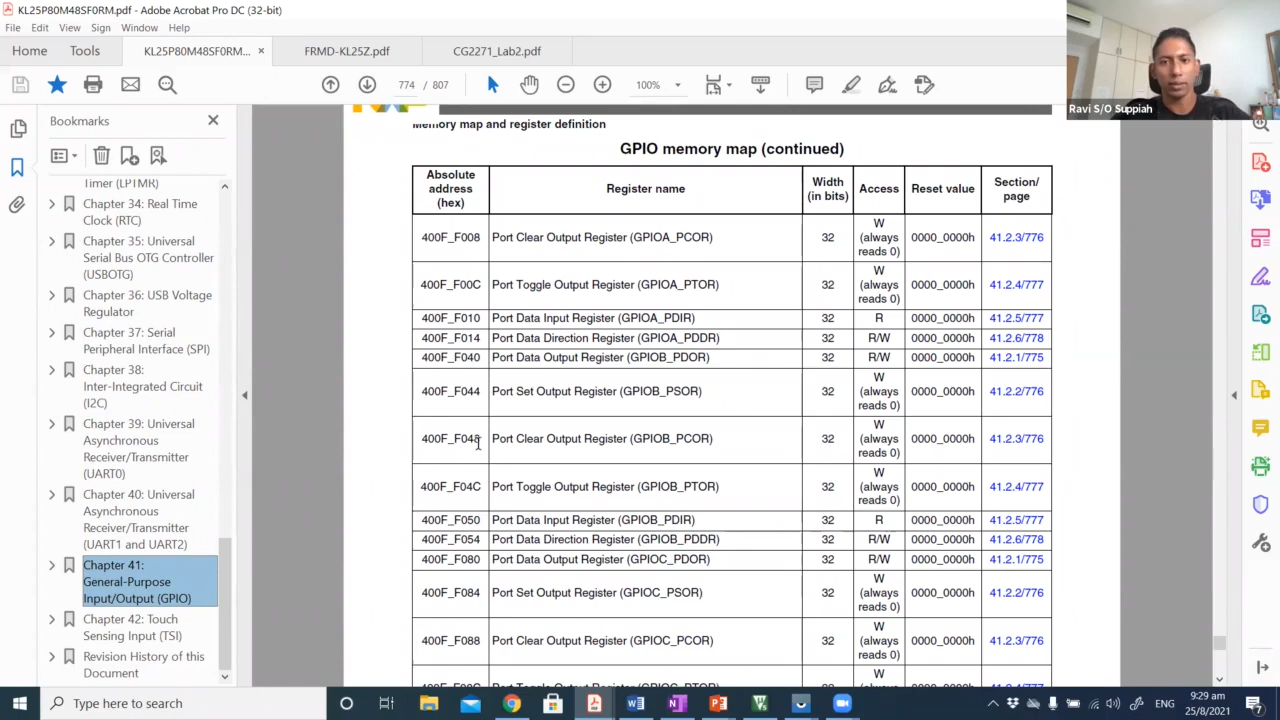 KL25P80M48SF0RM.pdf - Adobe Acrobat Pro DC (32-bit)
File Edit View Sign Window Help
Home Tools KL25P80M48SF0RM... × FRMD-KL25Z.pdf CG2271_Lab2.pdf
774 / 807 100%
Ravi S/O Suppiah
Bookmarks
Timer (LPTMR)
Chapter 34: Real Time
Clock (RTC)
Chapter 35: Universal
Serial Bus OTG Controller
(USBOTG)
Chapter 36: USB Voltage
Regulator
Chapter 37: Serial
Peripheral Interface (SPI)
Chapter 38:
Inter-Integrated Circuit
(I2C)
Chapter 39: Universal
Asynchronous
Receiver/Transmitter
(UART0)
Chapter 40: Universal
Asynchronous
Receiver/Transmitter
(UART1 and UART2)
Chapter 41:
General-Purpose
Input/Output (GPIO)
Chapter 42: Touch
Sensing Input (TSI)
Revision History of this
Document
Memory map and register definition
GPIO memory map (continued)
Absolute
address
(hex)
Register name
Width
(in bits)
Access
Reset value
Section/
page
400F_F008 Port Clear Output Register (GPIOA_PCOR) 32 W (always reads 0) 0000_0000h 41.2.3/776
400F_F00C Port Toggle Output Register (GPIOA_PTOR) 32 W (always reads 0) 0000_0000h 41.2.4/777
400F_F010 Port Data Input Register (GPIOA_PDIR) 32 R 0000_0000h 41.2.5/777
400F_F014 Port Data Direction Register (GPIOA_PDDR) 32 R/W 0000_0000h 41.2.6/778
400F_F040 Port Data Output Register (GPIOB_PDOR) 32 R/W 0000_0000h 41.2.1/775
400F_F044 Port Set Output Register (GPIOB_PSOR) 32 W (always reads 0) 0000_0000h 41.2.2/776
400F_F048 Port Clear Output Register (GPIOB_PCOR) 32 W (always reads 0) 0000_0000h 41.2.3/776
400F_F04C Port Toggle Output Register (GPIOB_PTOR) 32 W (always reads 0) 0000_0000h 41.2.4/777
400F_F050 Port Data Input Register (GPIOB_PDIR) 32 R 0000_0000h 41.2.5/777
400F_F054 Port Data Direction Register (GPIOB_PDDR) 32 R/W 0000_0000h 41.2.6/778
400F_F080 Port Data Output Register (GPIOC_PDOR) 32 R/W 0000_0000h 41.2.1/775
400F_F084 Port Set Output Register (GPIOC_PSOR) 32 W (always reads 0) 0000_0000h 41.2.2/776
400F_F088 Port Clear Output Register (GPIOC_PCOR) 32 W (always reads 0) 0000_0000h 41.2.3/776
W
Type here to search
ENG
9:29 am
25/8/2021
7